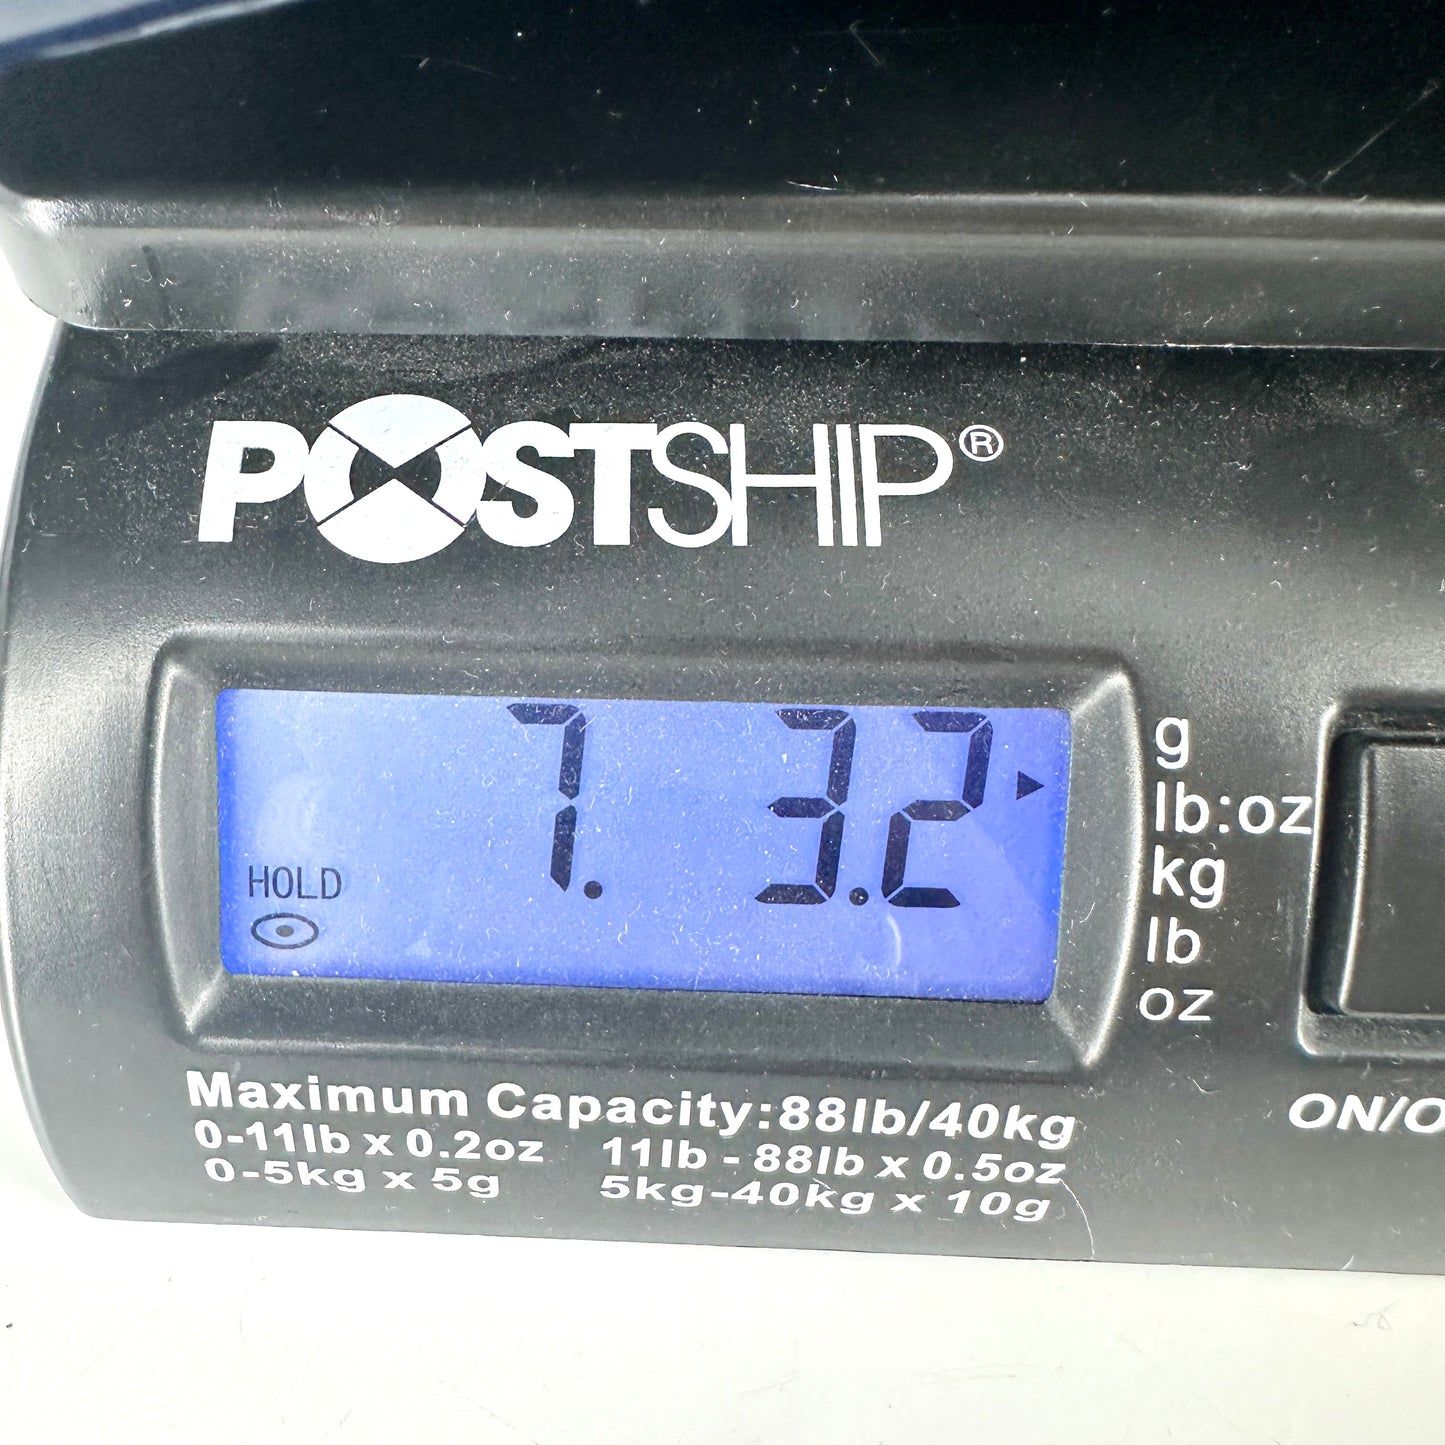 POSTSHIP®
7. 3.2
HOLD
g
lb:oz
kg
lb
oz
Maximum Capacity:88lb/40kg
0-11lb x 0.2oz 11lb - 88lb x 0.5oz
0-5kg x 5g 5kg-40kg x 10g
ON/O